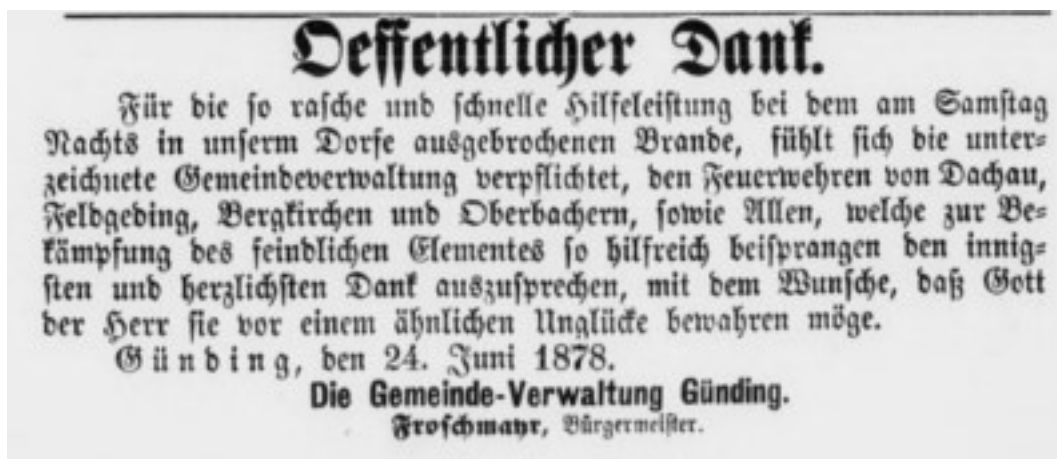 Oeffentlicher Dank.
Für die so rasche und schnelle Hilfeleistung bei dem am Samstag
Nachts in unserm Dorfe ausgebrochenen Brande, fühlt sich die unter-
zeichnete Gemeindeverwaltung verpflichtet, den Feuerwehren von Dachau,
Feldgeding, Bergkirchen und Oberbachern, sowie Allen, welche zur Be-
kämpfung des feindlichen Elementes so hilfreich beisprangen den innig-
sten und herzlichsten Dank auszusprechen, mit dem Wunsche, daß Gott
der Herr sie vor einem ähnlichen Unglücke bewahren möge.
Günding, den 24. Juni 1878.
Die Gemeinde-Verwaltung Günding.
Froschmayr, Bürgermeister.